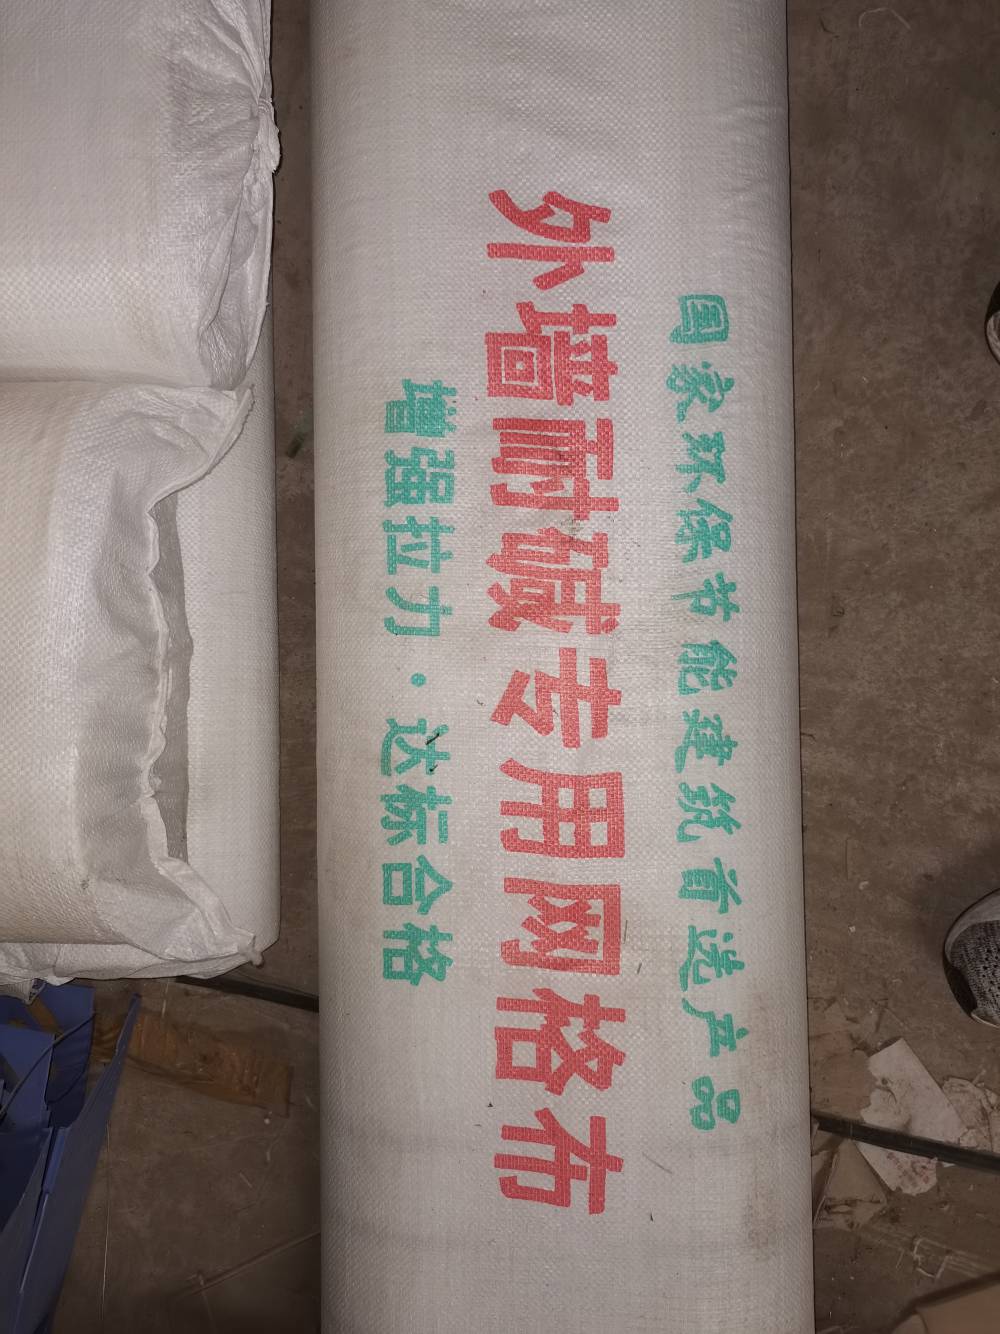 国家环保节能建筑首选产品
外墙耐碱专用网格布
增强拉力·达标合格